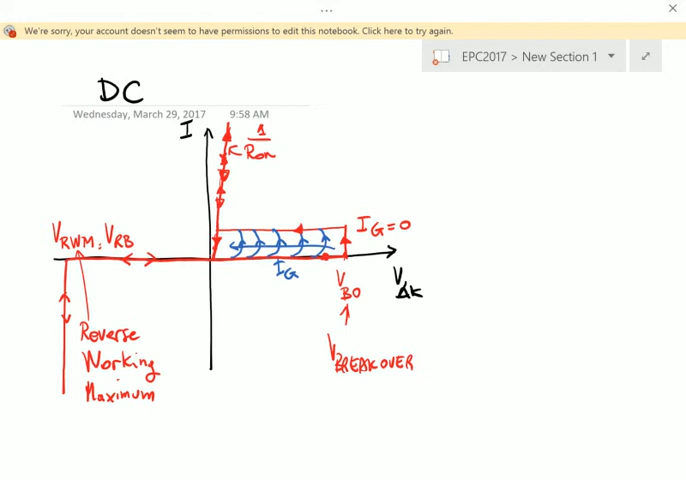 We're sorry, your account doesn't seem to have permissions to edit this notebook. Click here to try again.
EPC2017 > New Section 1
DC
Wednesday, March 29, 2017 9:58 AM
I
1
Ron
IG=0
VRWM; VRB
IG
VBO
VAK
Reverse
Working
Maximum
VBREAKOVER